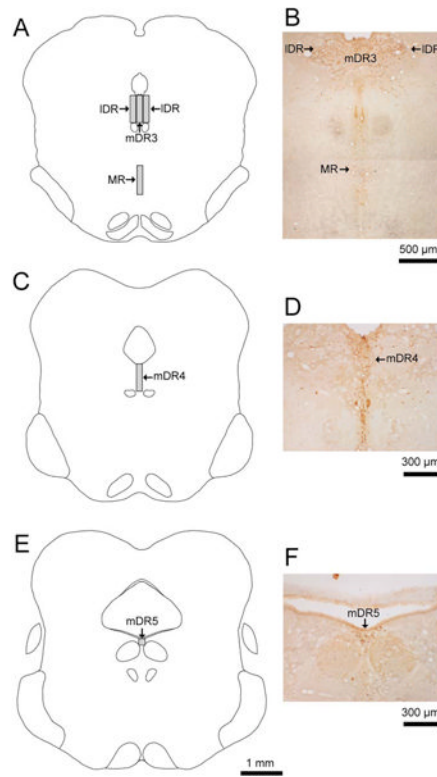 A
lDR
lDR
mDR3
MR
B
lDR
lDR
mDR3
MR
500 µm
C
mDR4
D
mDR4
300 µm
E
mDR5
1 mm
F
mDR5
300 µm